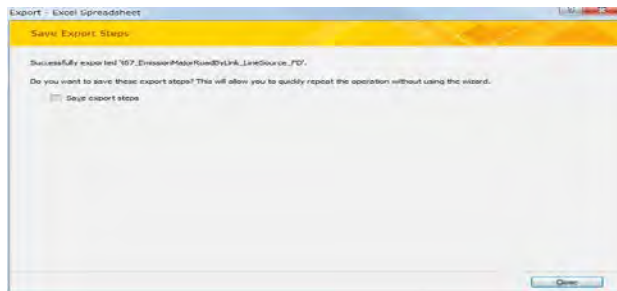 Export - Excel Spreadsheet
Save Export Steps
Successfully exported 't67_EmissionMajorRoadByLink_LineSource_FD'.
Do you want to save these export steps? This will allow you to quickly repeat the operation without using the wizard.
Save export steps
Close